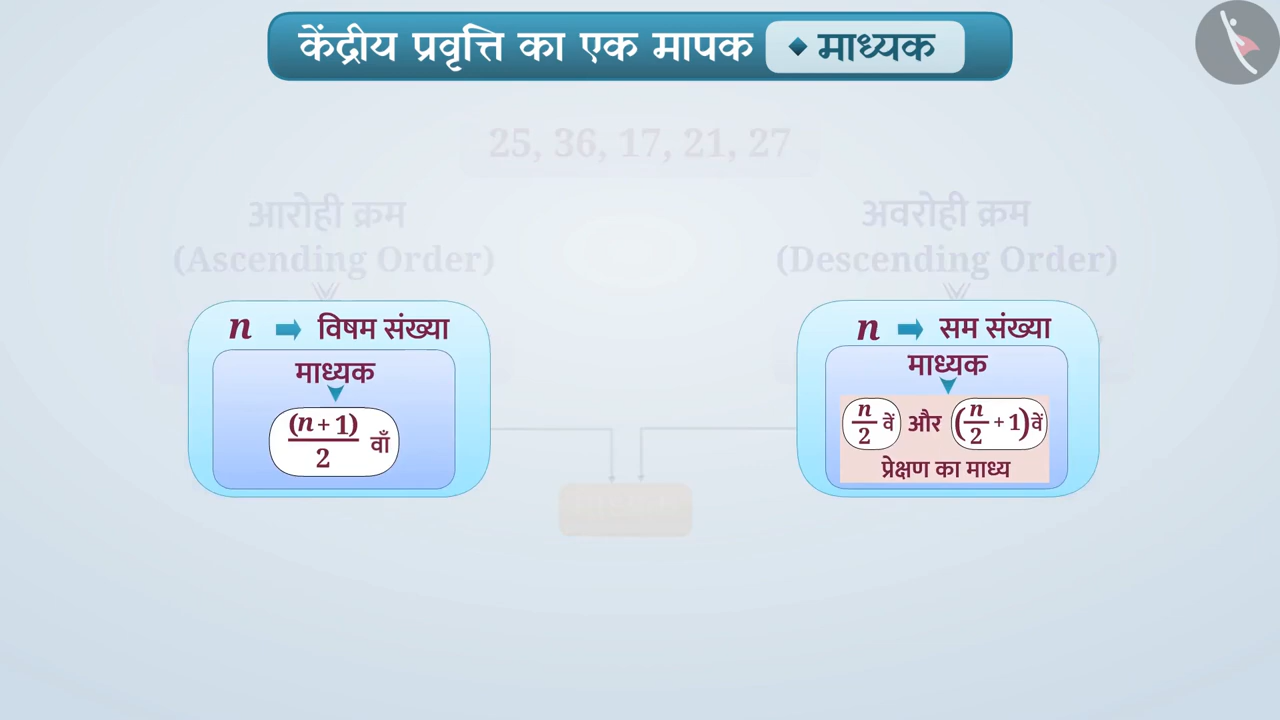 केंद्रीय प्रवृत्ति का एक मापक ◆ माध्यक
25, 36, 17, 21, 27
आरोही क्रम
(Ascending Order)
अवरोही क्रम
(Descending Order)
n ➡ विषम संख्या
माध्यक
(n + 1)
2
वाँ
n ➡ सम संख्या
माध्यक
n/2 वें और (n/2 + 1) वें
प्रेक्षण का माध्य